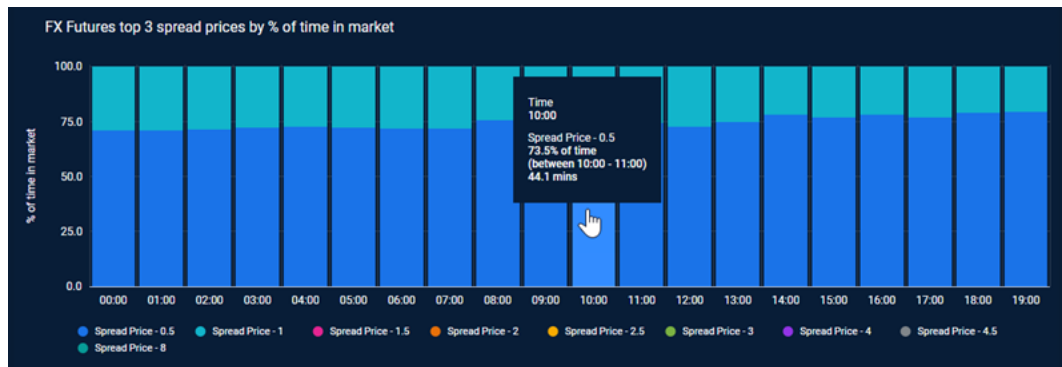 FX Futures top 3 spread prices by % of time in market
% of time in market
100.0
75.0
50.0
25.0
0.0
Time
10:00
Spread Price - 0.5
73.5% of time
(between 10:00 - 11:00)
44.1 mins
00:00 01:00 02:00 03:00 04:00 05:00 06:00 07:00 08:00 09:00 10:00 11:00 12:00 13:00 14:00 15:00 16:00 17:00 18:00 19:00
Spread Price - 0.5 Spread Price - 1 Spread Price - 1.5 Spread Price - 2 Spread Price - 2.5 Spread Price - 3 Spread Price - 4 Spread Price - 4.5
Spread Price - 8